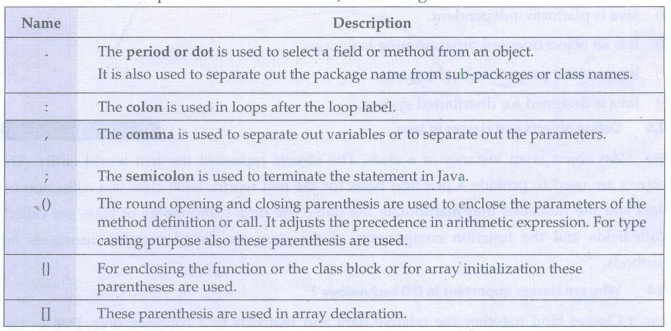 Name Description
. The period or dot is used to select a field or method from an object.
It is also used to separate out the package name from sub-packages or class names.
: The colon is used in loops after the loop label.
, The comma is used to separate out variables or to separate out the parameters.
; The semicolon is used to terminate the statement in Java.
() The round opening and closing parenthesis are used to enclose the parameters of the
method definition or call. It adjusts the precedence in arithmetic expression. For type
casting purpose also these parenthesis are used.
{} For enclosing the function or the class block or for array initialization these
parentheses are used.
[] These parenthesis are used in array declaration.